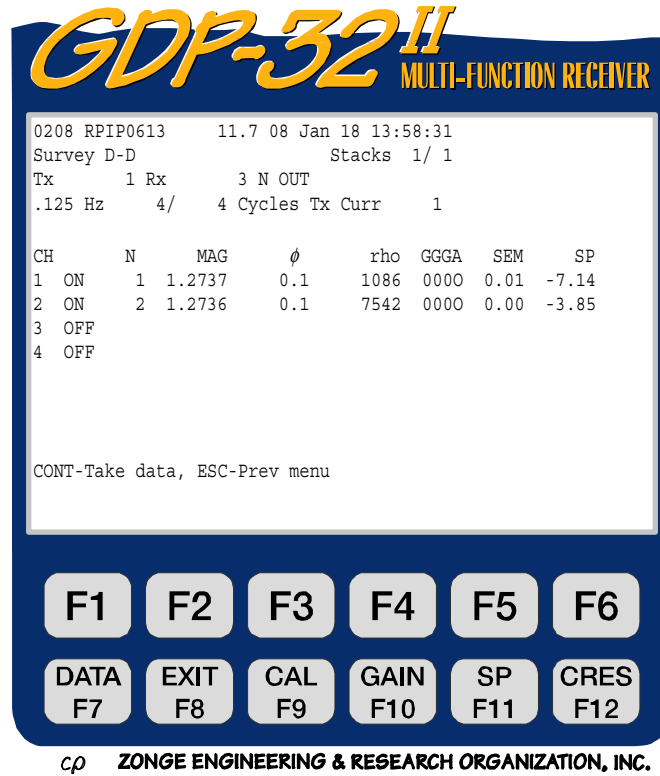 GDP-32 II
MULTI-FUNCTION RECEIVER
0208 RPIP0613 11.7 08 Jan 18 13:58:31
Survey D-D Stacks 1/ 1
Tx 1 Rx 3 N OUT
.125 Hz 4/ 4 Cycles Tx Curr 1
CH N MAG ϕ rho GGGA SEM SP
1 ON 1 1.2737 0.1 1086 000O 0.01 -7.14
2 ON 2 1.2736 0.1 7542 000O 0.00 -3.85
3 OFF
4 OFF
CONT-Take data, ESC-Prev menu
F1 F2 F3 F4 F5 F6
DATA EXIT CAL GAIN SP CRES
F7 F8 F9 F10 F11 F12
cρ ZONGE ENGINEERING & RESEARCH ORGANIZATION, INC.